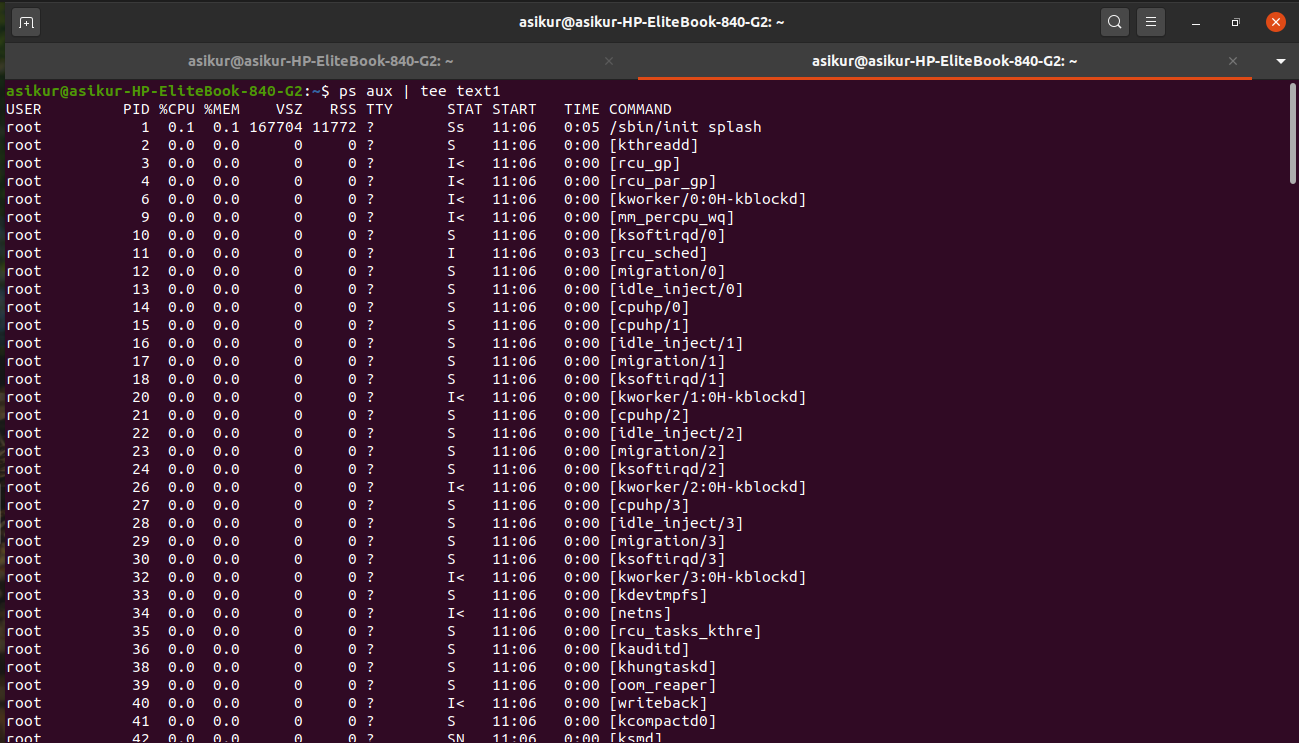 asikur@asikur-HP-EliteBook-840-G2: ~
asikur@asikur-HP-EliteBook-840-G2: ~
asikur@asikur-HP-EliteBook-840-G2: ~
asikur@asikur-HP-EliteBook-840-G2:~$ ps aux | tee text1
USER         PID %CPU %MEM    VSZ   RSS TTY      STAT START   TIME COMMAND
root           1  0.1  0.1 167704 11772 ?        Ss   11:06   0:05 /sbin/init splash
root           2  0.0  0.0      0     0 ?        S    11:06   0:00 [kthreadd]
root           3  0.0  0.0      0     0 ?        I<   11:06   0:00 [rcu_gp]
root           4  0.0  0.0      0     0 ?        I<   11:06   0:00 [rcu_par_gp]
root           6  0.0  0.0      0     0 ?        I<   11:06   0:00 [kworker/0:0H-kblockd]
root           9  0.0  0.0      0     0 ?        I<   11:06   0:00 [mm_percpu_wq]
root          10  0.0  0.0      0     0 ?        S    11:06   0:00 [ksoftirqd/0]
root          11  0.0  0.0      0     0 ?        I    11:06   0:03 [rcu_sched]
root          12  0.0  0.0      0     0 ?        S    11:06   0:00 [migration/0]
root          13  0.0  0.0      0     0 ?        S    11:06   0:00 [idle_inject/0]
root          14  0.0  0.0      0     0 ?        S    11:06   0:00 [cpuhp/0]
root          15  0.0  0.0      0     0 ?        S    11:06   0:00 [cpuhp/1]
root          16  0.0  0.0      0     0 ?        S    11:06   0:00 [idle_inject/1]
root          17  0.0  0.0      0     0 ?        S    11:06   0:00 [migration/1]
root          18  0.0  0.0      0     0 ?        S    11:06   0:00 [ksoftirqd/1]
root          20  0.0  0.0      0     0 ?        I<   11:06   0:00 [kworker/1:0H-kblockd]
root          21  0.0  0.0      0     0 ?        S    11:06   0:00 [cpuhp/2]
root          22  0.0  0.0      0     0 ?        S    11:06   0:00 [idle_inject/2]
root          23  0.0  0.0      0     0 ?        S    11:06   0:00 [migration/2]
root          24  0.0  0.0      0     0 ?        S    11:06   0:00 [ksoftirqd/2]
root          26  0.0  0.0      0     0 ?        I<   11:06   0:00 [kworker/2:0H-kblockd]
root          27  0.0  0.0      0     0 ?        S    11:06   0:00 [cpuhp/3]
root          28  0.0  0.0      0     0 ?        S    11:06   0:00 [idle_inject/3]
root          29  0.0  0.0      0     0 ?        S    11:06   0:00 [migration/3]
root          30  0.0  0.0      0     0 ?        S    11:06   0:00 [ksoftirqd/3]
root          32  0.0  0.0      0     0 ?        I<   11:06   0:00 [kworker/3:0H-kblockd]
root          33  0.0  0.0      0     0 ?        S    11:06   0:00 [kdevtmpfs]
root          34  0.0  0.0      0     0 ?        I<   11:06   0:00 [netns]
root          35  0.0  0.0      0     0 ?        S    11:06   0:00 [rcu_tasks_kthre]
root          36  0.0  0.0      0     0 ?        S    11:06   0:00 [kauditd]
root          38  0.0  0.0      0     0 ?        S    11:06   0:00 [khungtaskd]
root          39  0.0  0.0      0     0 ?        S    11:06   0:00 [oom_reaper]
root          40  0.0  0.0      0     0 ?        I<   11:06   0:00 [writeback]
root          41  0.0  0.0      0     0 ?        S    11:06   0:00 [kcompactd0]
root          42  0.0  0.0      0     0 ?        SN   11:06   0:00 [ksmd]